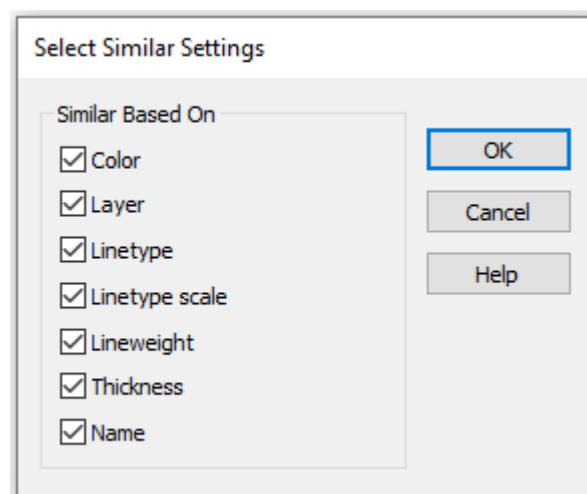 Select Similar Settings
Similar Based On
Color
Layer
Linetype
Linetype scale
Lineweight
Thickness
Name
OK
Cancel
Help